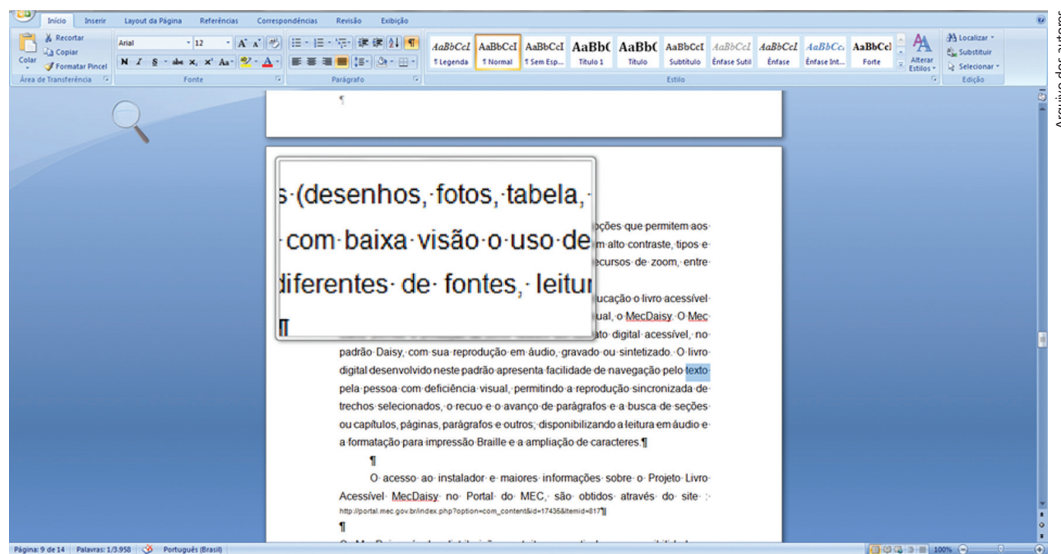 Início Inserir Layout da Página Referências Correspondências Revisão Exibição
Colar
Recortar
Copiar
Formatar Pincel
Área de Transferência
Arial 12
Fonte
Parágrafo
AaBbCcI AaBbCcI AaBbCcI AaBb( AaBb( AaBbCcI AaBbCcI AaBbCcI AaBbCc. AaBbCcI
¶ Legenda ¶ Normal ¶ Sem Esp... Título 1 Título Subtítulo Ênfase Sutil Ênfase Ênfase Int... Forte
Alterar Estilos
Estilo
Localizar
Substituir
Selecionar
Edição
Arquivo dos autores
¶
s (desenhos, fotos, tabela,
com baixa visão o uso de
diferentes de fontes, leitur
¶
pções que permitem aos
m alto contraste, tipos e
ecursos de zoom, entre
ucação o livro acessível
ual, o MecDaisy. O Mec
ato digital acessível, no
padrão Daisy, com sua reprodução em áudio, gravado ou sintetizado. O livro
digital desenvolvido neste padrão apresenta facilidade de navegação pelo texto
pela pessoa com deficiência visual, permitindo a reprodução sincronizada de
trechos selecionados, o recuo e o avanço de parágrafos e a busca de seções
ou capítulos, páginas, parágrafos e outros; disponibilizando a leitura em áudio e
a formatação para impressão Braille e a ampliação de caracteres.¶
¶
O acesso ao instalador e maiores informações sobre o Projeto Livro
Acessível MecDaisy no Portal do MEC, são obtidos através do site :
http://portal.mec.gov.br/index.php?option=com_content&id=17435&Itemid=817¶
¶
Página: 9 de 14 Palavras: 1/3.958 Português (Brasil) 100%